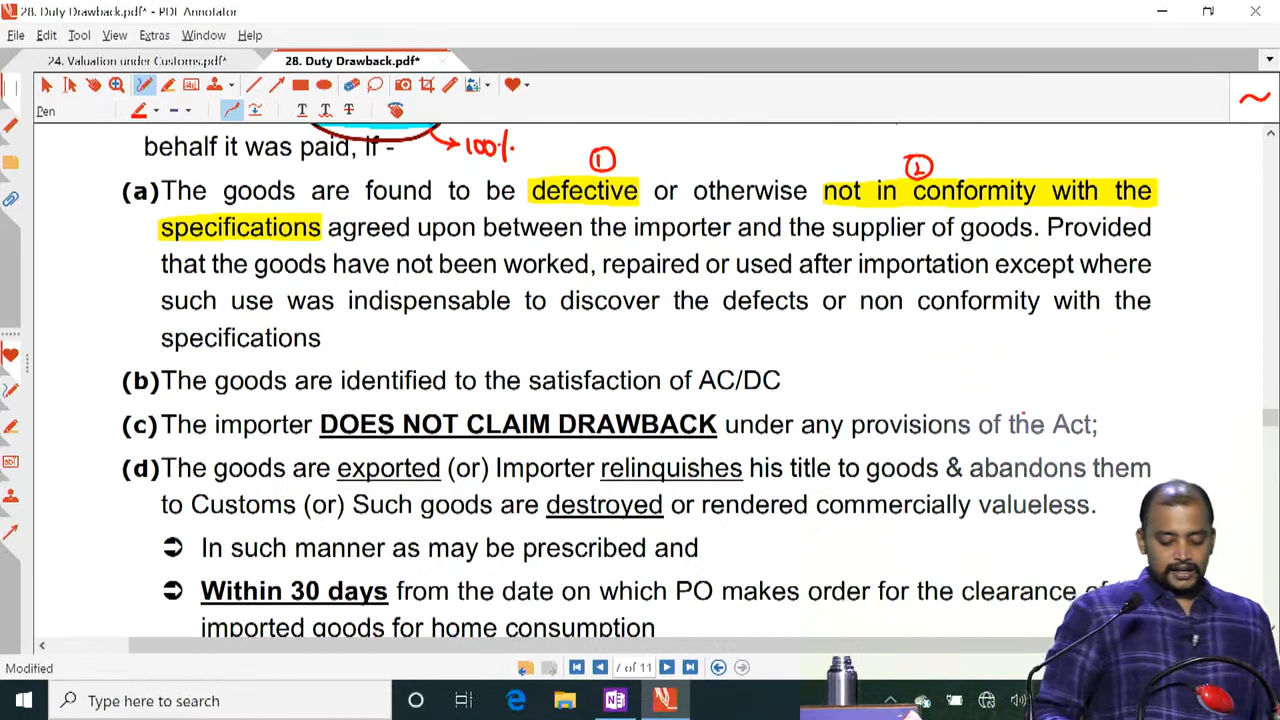 28. Duty Drawback.pdf* - PDF Annotator
File Edit Tool View Extras Window Help
24. Valuation under Customs.pdf* 28. Duty Drawback.pdf*
Pen
behalf it was paid, if -
100%
1
2
(a) The goods are found to be defective or otherwise not in conformity with the
specifications agreed upon between the importer and the supplier of goods. Provided
that the goods have not been worked, repaired or used after importation except where
such use was indispensable to discover the defects or non conformity with the
specifications
(b) The goods are identified to the satisfaction of AC/DC
(c) The importer DOES NOT CLAIM DRAWBACK under any provisions of the Act;
(d) The goods are exported (or) Importer relinquishes his title to goods & abandons them
to Customs (or) Such goods are destroyed or rendered commercially valueless.
➲ In such manner as may be prescribed and
➲ Within 30 days from the date on which PO makes order for the clearance of
imported goods for home consumption
Modified
7 of 11
Type here to search